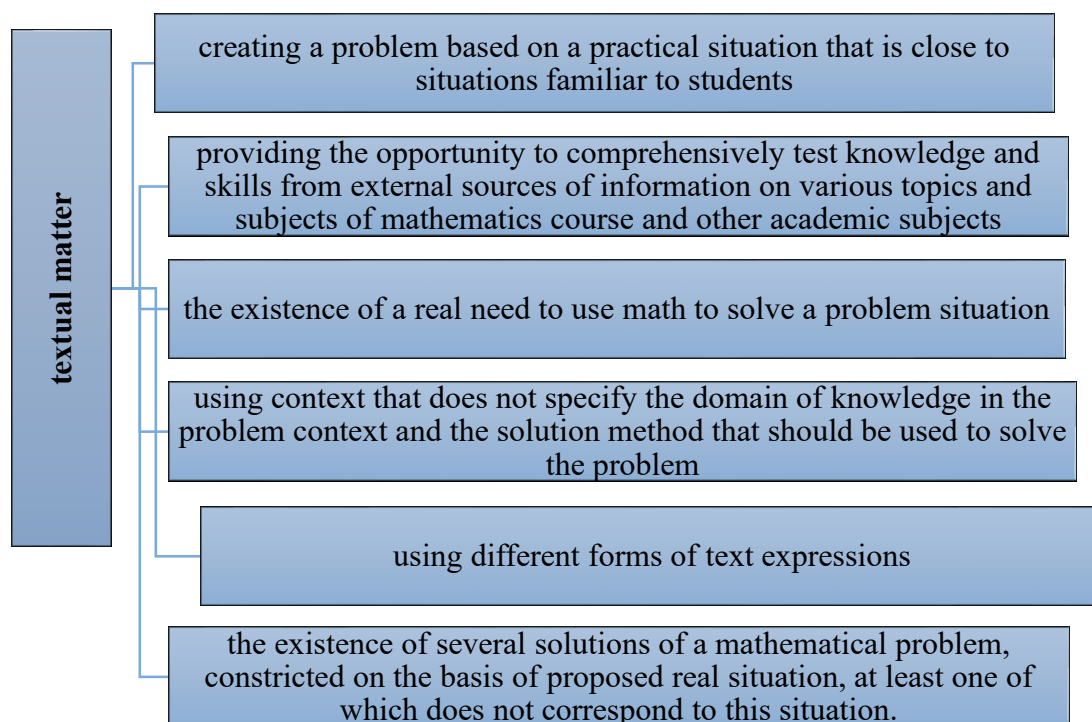 textual matter
creating a problem based on a practical situation that is close to
situations familiar to students
providing the opportunity to comprehensively test knowledge and
skills from external sources of information on various topics and
subjects of mathematics course and other academic subjects
the existence of a real need to use math to solve a problem situation
using context that does not specify the domain of knowledge in the
problem context and the solution method that should be used to solve
the problem
using different forms of text expressions
the existence of several solutions of a mathematical problem,
constricted on the basis of proposed real situation, at least one of
which does not correspond to this situation.